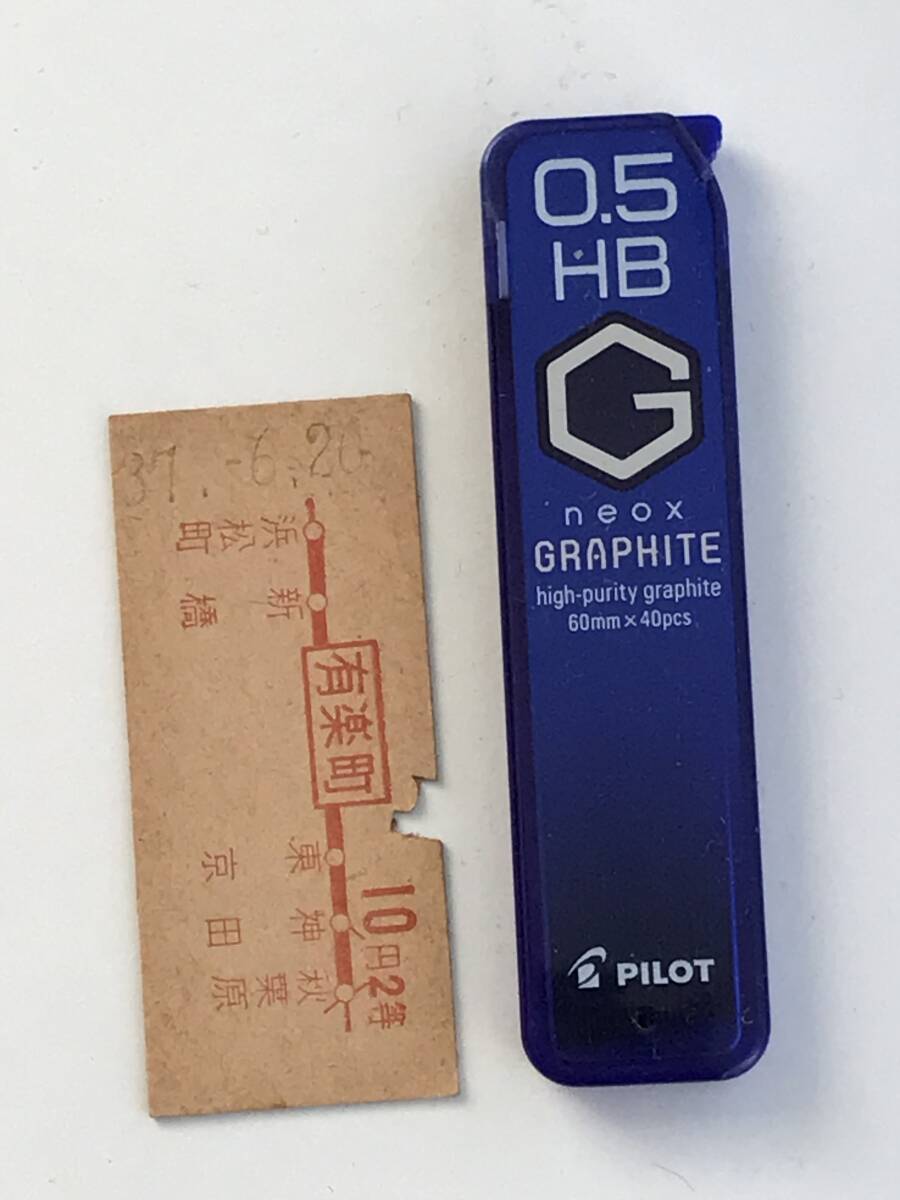 37.-6.20
浜松町
新橋
有楽町
東京
神田
秋葉原
10円2等
0.5
HB
G
neox
GRAPHITE
high-purity graphite
60mm×40pcs
PILOT